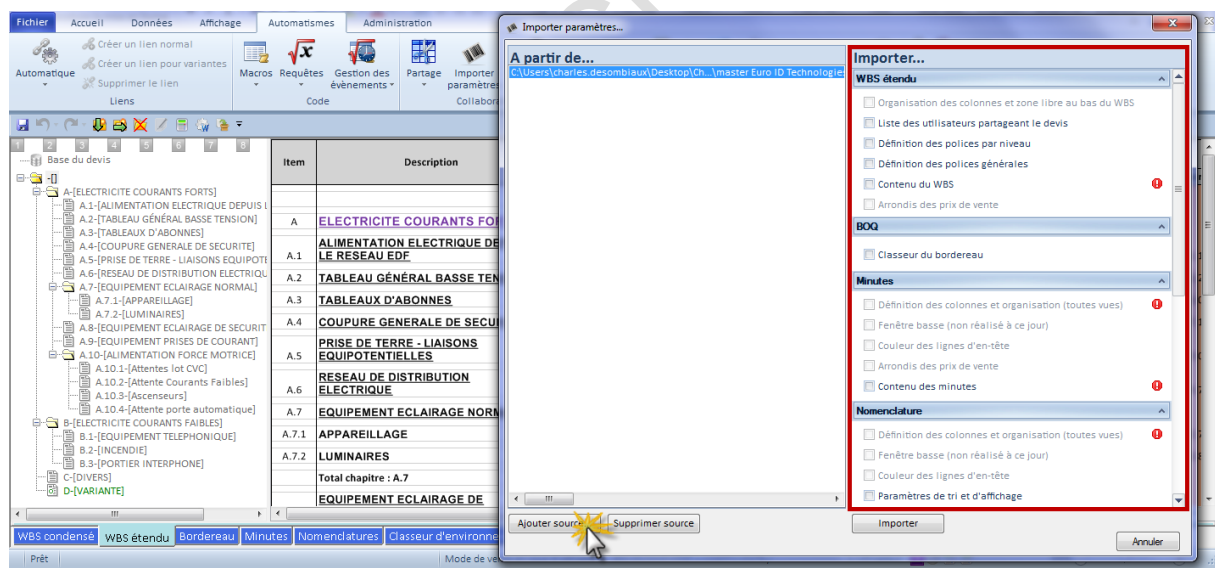 Fichier Accueil Données Affichage Automatismes Administration
Créer un lien normal
Créer un lien pour variantes
Supprimer le lien
Automatique
Liens
Macros Requêtes Gestion des évènements
Code
Partage Importer paramètres
Collabor
1 2 3 4 5 6 7 8
Base du devis
-[]
A-[ELECTRICITE COURANTS FORTS]
A.1-[ALIMENTATION ELECTRIQUE DEPUIS L
A.2-[TABLEAU GÉNÉRAL BASSE TENSION]
A.3-[TABLEAUX D'ABONNES]
A.4-[COUPURE GENERALE DE SECURITE]
A.5-[PRISE DE TERRE - LIAISONS EQUIPOTE
A.6-[RESEAU DE DISTRIBUTION ELECTRIQU
A.7-[EQUIPEMENT ECLAIRAGE NORMAL]
A.7.1-[APPAREILLAGE]
A.7.2-[LUMINAIRES]
A.8-[EQUIPEMENT ECLAIRAGE DE SECURIT
A.9-[EQUIPEMENT PRISES DE COURANT]
A.10-[ALIMENTATION FORCE MOTRICE]
A.10.1-[Attentes lot CVC]
A.10.2-[Attente Courants Faibles]
A.10.3-[Ascenseurs]
A.10.4-[Attente porte automatique]
B-[ELECTRICITE COURANTS FAIBLES]
B.1-[EQUIPEMENT TELEPHONIQUE]
B.2-[INCENDIE]
B.3-[PORTIER INTERPHONE]
C-[DIVERS]
D-[VARIANTE]
Item Description
A ELECTRICITE COURANTS FO
A.1 ALIMENTATION ELECTRIQUE DE
LE RESEAU EDF
A.2 TABLEAU GÉNÉRAL BASSE TEN
A.3 TABLEAUX D'ABONNES
A.4 COUPURE GENERALE DE SECU
PRISE DE TERRE - LIAISONS
A.5 EQUIPOTENTIELLES
RESEAU DE DISTRIBUTION
A.6 ELECTRIQUE
A.7 EQUIPEMENT ECLAIRAGE NORM
A.7.1 APPAREILLAGE
A.7.2 LUMINAIRES
Total chapitre : A.7
EQUIPEMENT ECLAIRAGE DE
WBS condensé WBS étendu Bordereau Minutes Nomenclatures Classeur d'environne
Prêt Mode de ve
Importer paramètres...
A partir de...
C:\Users\charles.desombiaux\Desktop\Ch...\master Euro ID Technologie
Ajouter source Supprimer source
Importer...
WBS étendu
Organisation des colonnes et zone libre au bas du WBS
Liste des utilisateurs partageant le devis
Définition des polices par niveau
Définition des polices générales
Contenu du WBS
Arrondis des prix de vente
BOQ
Classeur du bordereau
Minutes
Définition des colonnes et organisation (toutes vues)
Fenêtre basse (non réalisé à ce jour)
Couleur des lignes d'en-tête
Arrondis des prix de vente
Contenu des minutes
Nomenclature
Définition des colonnes et organisation (toutes vues)
Fenêtre basse (non réalisé à ce jour)
Couleur des lignes d'en-tête
Paramètres de tri et d'affichage
Importer
Annuler